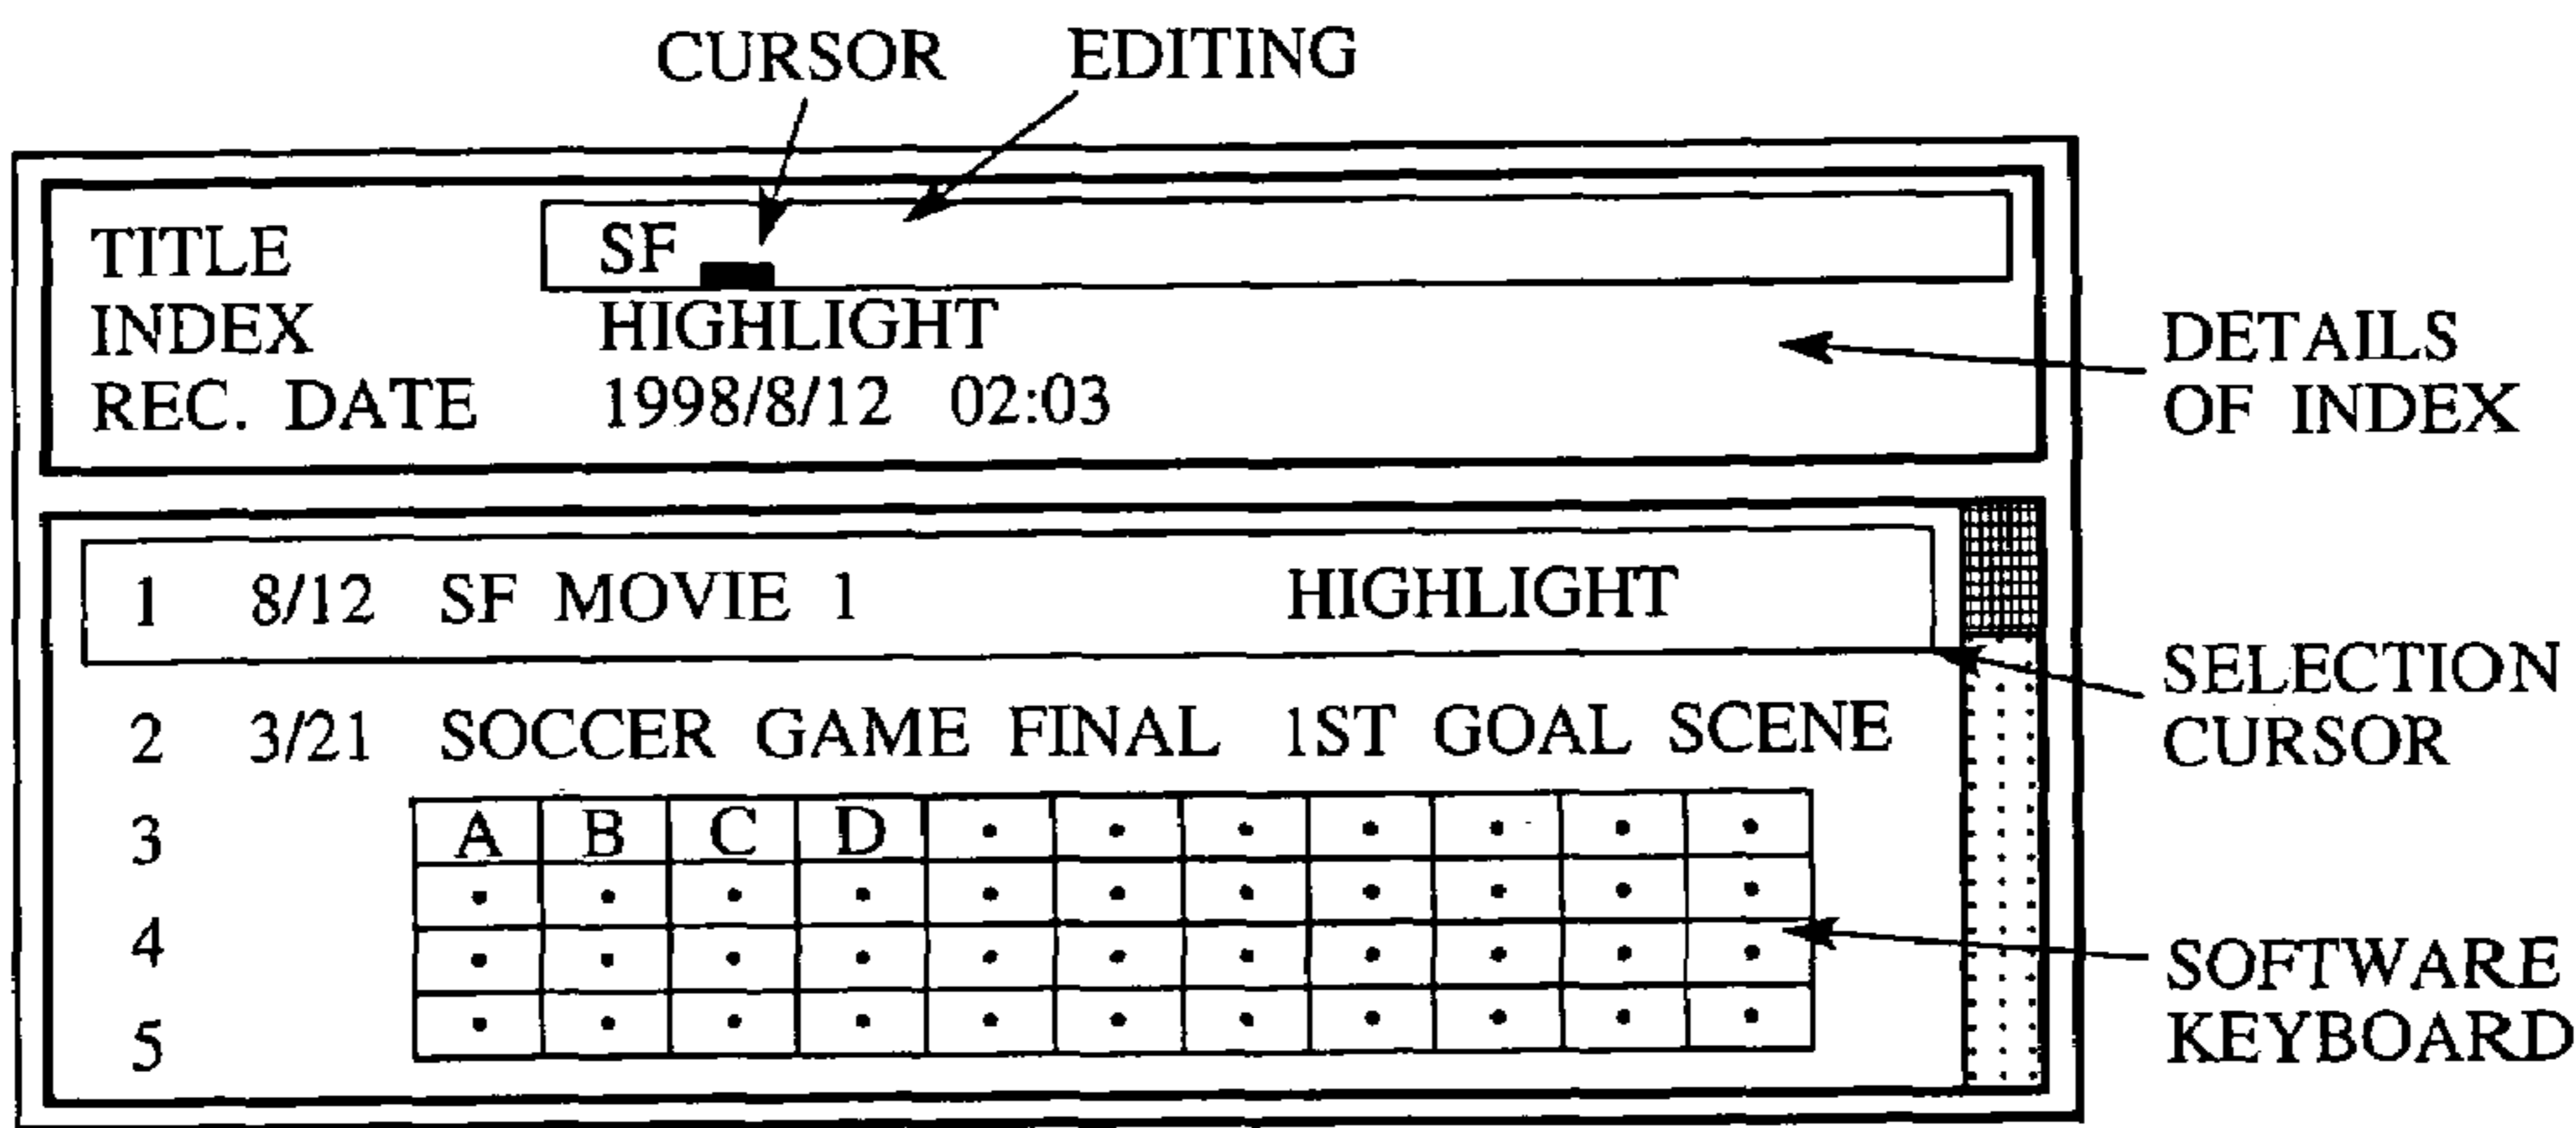 CURSOR EDITING
TITLE SF
INDEX HIGHLIGHT
REC. DATE 1998/8/12 02:03
DETAILS
OF INDEX
1 8/12 SF MOVIE 1 HIGHLIGHT
SELECTION
CURSOR
2 3/21 SOCCER GAME FINAL 1ST GOAL SCENE
3 A B C D
4
5
SOFTWARE
KEYBOARD